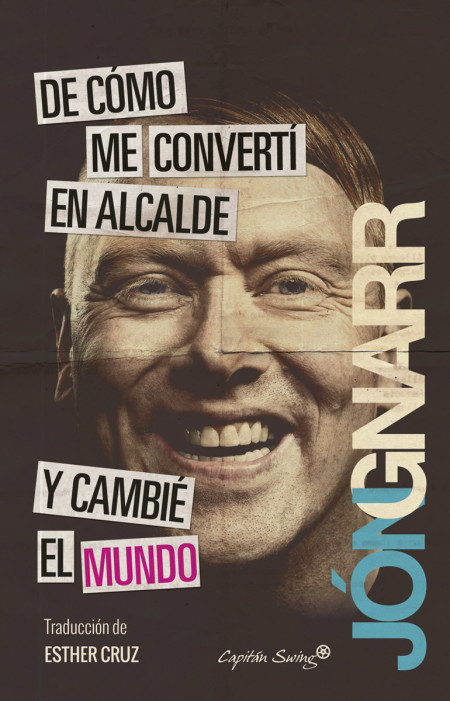 DE CÓMO
ME CONVERTÍ
EN ALCALDE
JÓN GNARR
Y CAMBIÉ
EL MUNDO
Traducción de
ESTHER CRUZ
Capitán Swing